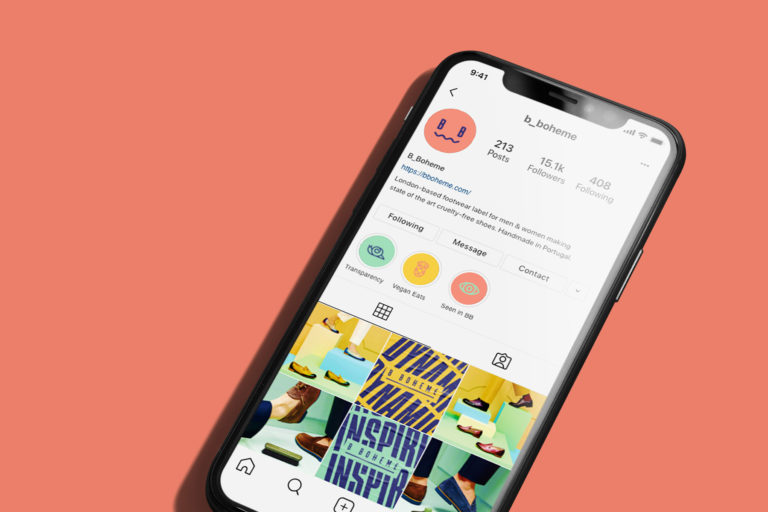 9:41
b_boheme
B B
213
Posts
15.1k
Followers
408
Following
B_Boheme
https://bboheme.com/
London-based footwear label for men & women making
state of the art cruelty-free shoes. Handmade in Portugal
Following
Message
Contact
Transparency
Vegan Eats
Seen in BB
DYNAM
B BOHEME
YNAMI
INSPIR
B BOHEME
INSPIR